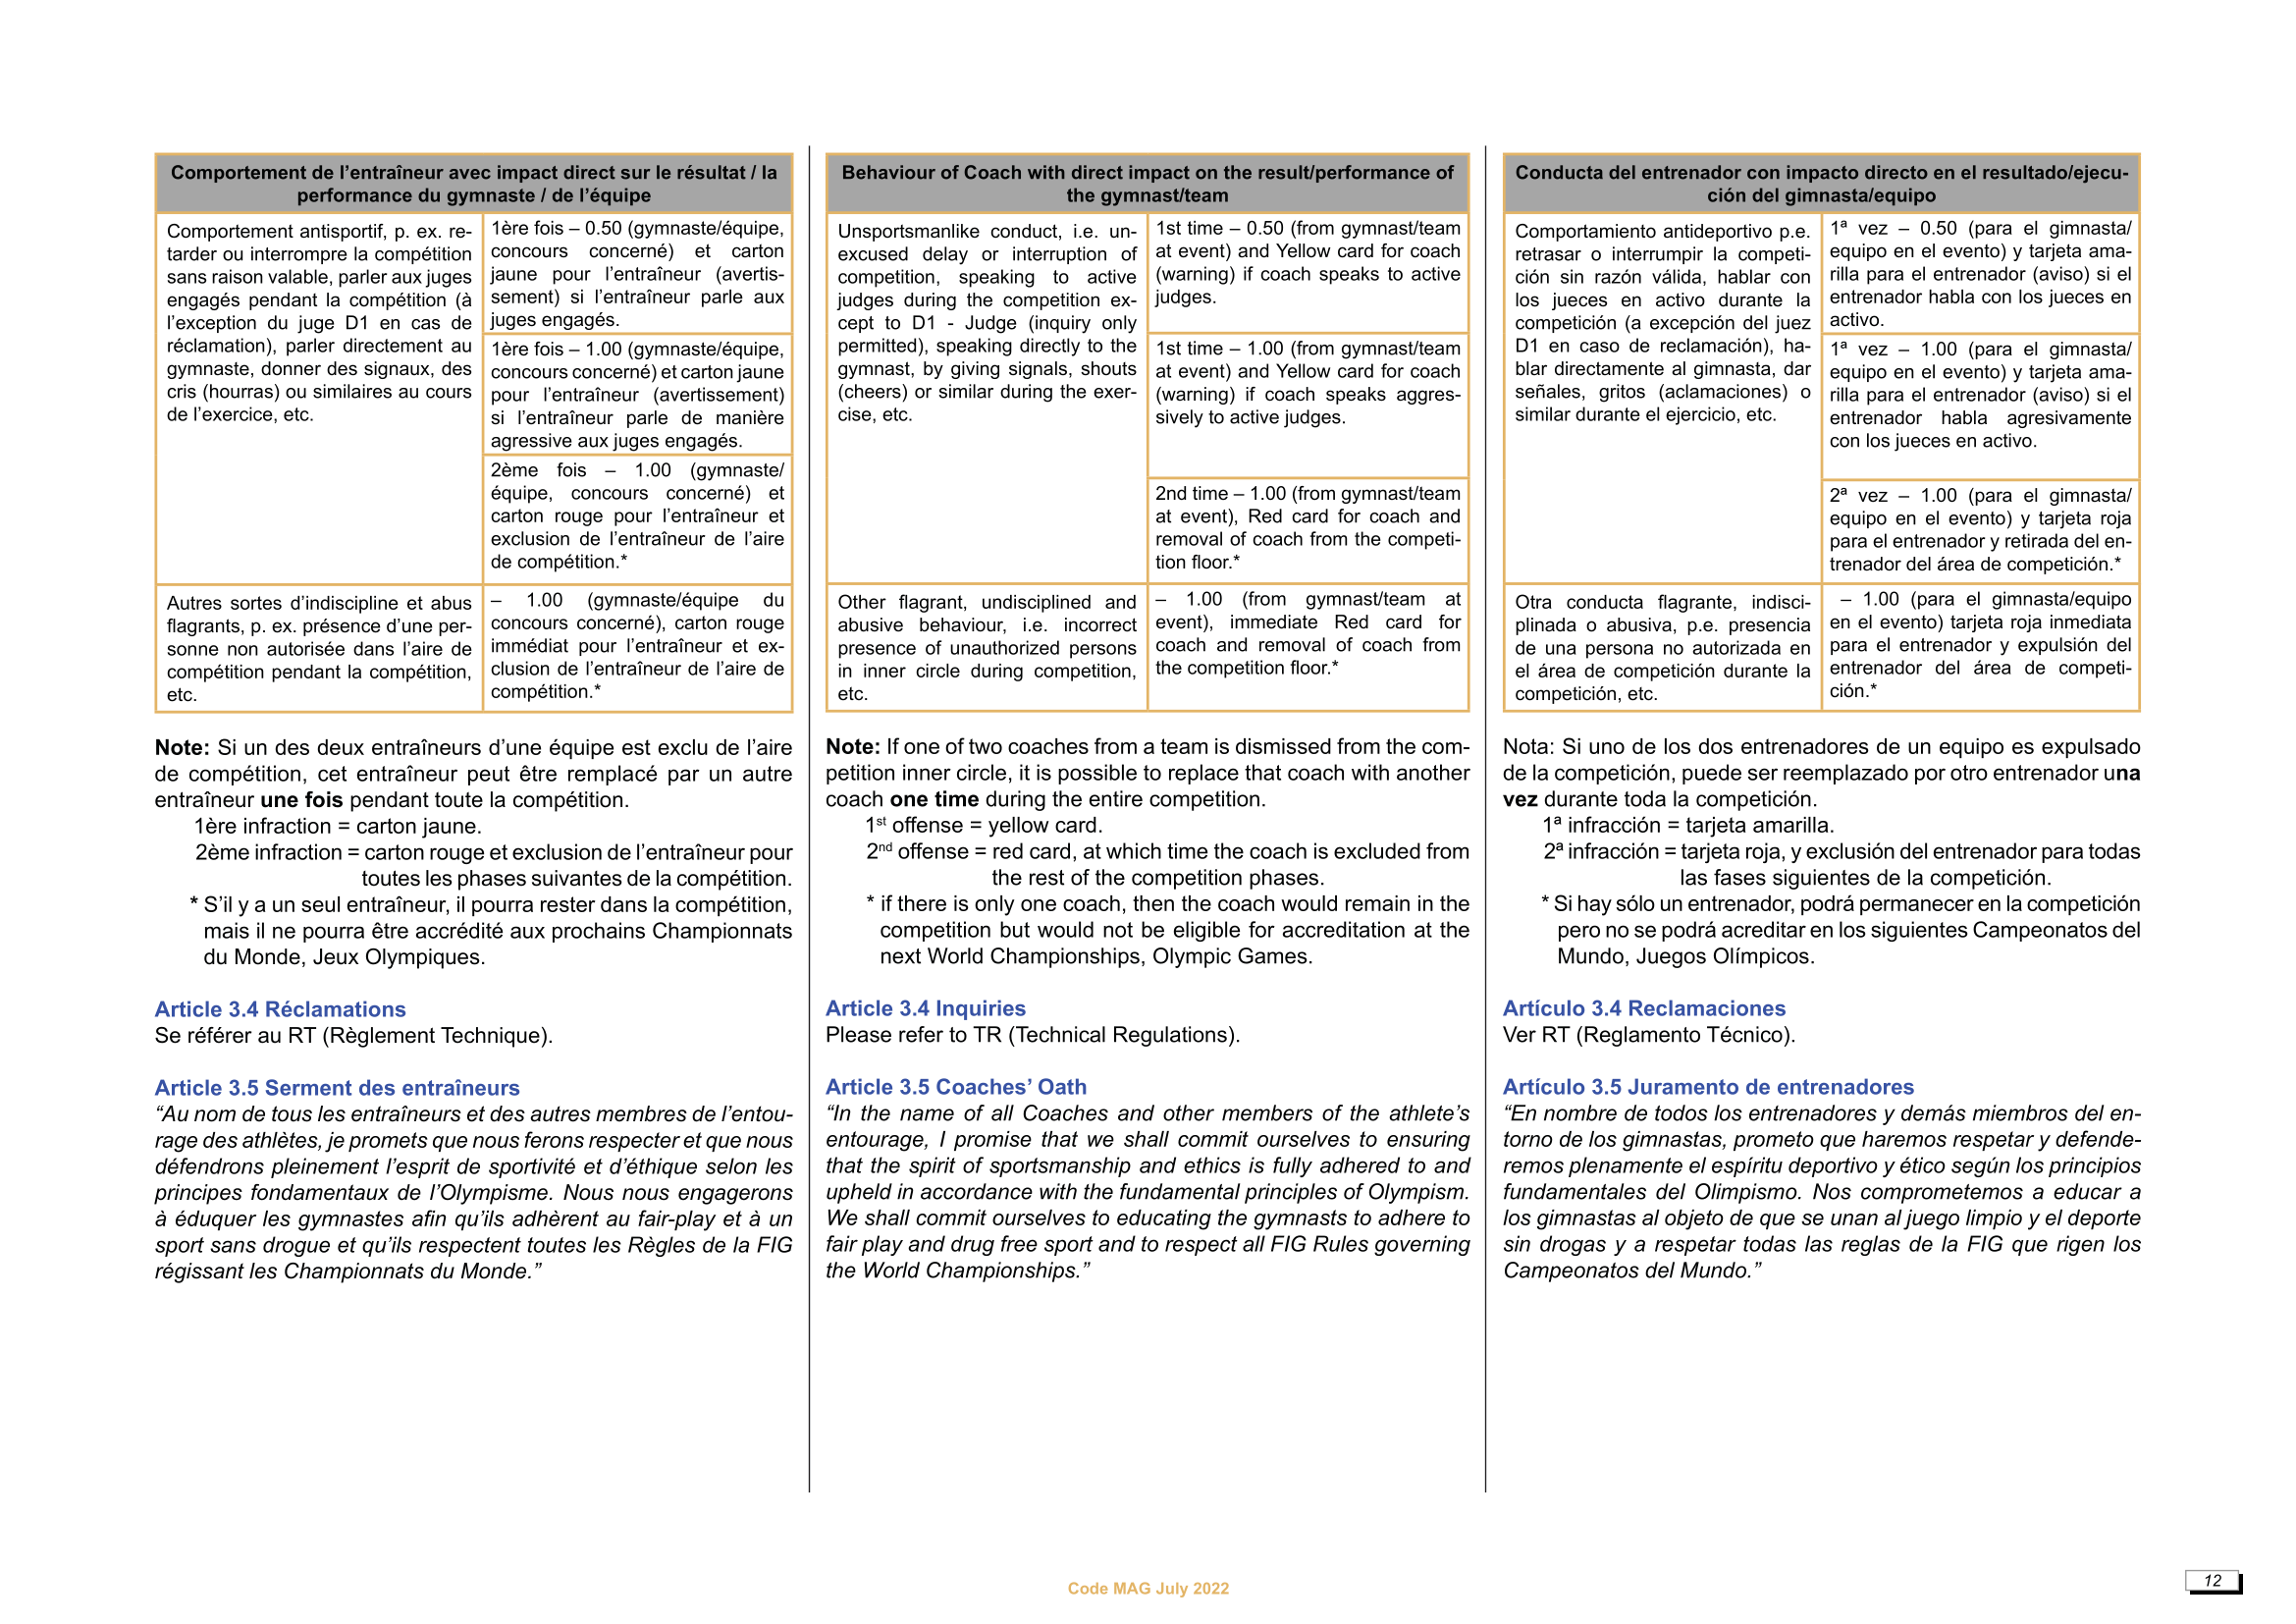 Comportement de l’entraîneur avec impact direct sur le résultat / la
performance du gymnaste / de l’équipe
Comportement antisportif, p. ex. re-
tarder ou interrompre la compétition
sans raison valable, parler aux juges
engagés pendant la compétition (à
l’exception du juge D1 en cas de
réclamation), parler directement au
gymnaste, donner des signaux, des
cris (hourras) ou similaires au cours
de l’exercice, etc.
1ère fois – 0.50 (gymnaste/équipe,
concours concerné) et carton
jaune pour l’entraîneur (avertis-
sement) si l’entraîneur parle aux
juges engagés.
1ère fois – 1.00 (gymnaste/équipe,
concours concerné) et carton jaune
pour l’entraîneur (avertissement)
si l’entraîneur parle de manière
agressive aux juges engagés.
2ème fois – 1.00 (gymnaste/
équipe, concours concerné) et
carton rouge pour l’entraîneur et
exclusion de l’entraîneur de l’aire
de compétition.*
Autres sortes d’indiscipline et abus
flagrants, p. ex. présence d’une per-
sonne non autorisée dans l’aire de
compétition pendant la compétition,
etc.
– 1.00 (gymnaste/équipe du
concours concerné), carton rouge
immédiat pour l’entraîneur et ex-
clusion de l’entraîneur de l’aire de
compétition.*
Note: Si un des deux entraîneurs d’une équipe est exclu de l’aire
de compétition, cet entraîneur peut être remplacé par un autre
entraîneur une fois pendant toute la compétition.
1ère infraction = carton jaune.
2ème infraction = carton rouge et exclusion de l’entraîneur pour
toutes les phases suivantes de la compétition.
* S’il y a un seul entraîneur, il pourra rester dans la compétition,
mais il ne pourra être accrédité aux prochains Championnats
du Monde, Jeux Olympiques.
Article 3.4 Réclamations
Se référer au RT (Règlement Technique).
Article 3.5 Serment des entraîneurs
“Au nom de tous les entraîneurs et des autres membres de l’entou-
rage des athlètes, je promets que nous ferons respecter et que nous
défendrons pleinement l’esprit de sportivité et d’éthique selon les
principes fondamentaux de l’Olympisme. Nous nous engagerons
à éduquer les gymnastes afin qu’ils adhèrent au fair-play et à un
sport sans drogue et qu’ils respectent toutes les Règles de la FIG
régissant les Championnats du Monde.”
Behaviour of Coach with direct impact on the result/performance of
the gymnast/team
Unsportsmanlike conduct, i.e. un-
excused delay or interruption of
competition, speaking to active
judges during the competition ex-
cept to D1 - Judge (inquiry only
permitted), speaking directly to the
gymnast, by giving signals, shouts
(cheers) or similar during the exer-
cise, etc.
1st time – 0.50 (from gymnast/team
at event) and Yellow card for coach
(warning) if coach speaks to active
judges.
1st time – 1.00 (from gymnast/team
at event) and Yellow card for coach
(warning) if coach speaks aggres-
sively to active judges.
2nd time – 1.00 (from gymnast/team
at event), Red card for coach and
removal of coach from the competi-
tion floor.*
Other flagrant, undisciplined and
abusive behaviour, i.e. incorrect
presence of unauthorized persons
in inner circle during competition,
etc.
– 1.00 (from gymnast/team at
event), immediate Red card for
coach and removal of coach from
the competition floor.*
Note: If one of two coaches from a team is dismissed from the com-
petition inner circle, it is possible to replace that coach with another
coach one time during the entire competition.
1st offense = yellow card.
2nd offense = red card, at which time the coach is excluded from
the rest of the competition phases.
* if there is only one coach, then the coach would remain in the
competition but would not be eligible for accreditation at the
next World Championships, Olympic Games.
Article 3.4 Inquiries
Please refer to TR (Technical Regulations).
Article 3.5 Coaches’ Oath
“In the name of all Coaches and other members of the athlete’s
entourage, I promise that we shall commit ourselves to ensuring
that the spirit of sportsmanship and ethics is fully adhered to and
upheld in accordance with the fundamental principles of Olympism.
We shall commit ourselves to educating the gymnasts to adhere to
fair play and drug free sport and to respect all FIG Rules governing
the World Championships.”
Conducta del entrenador con impacto directo en el resultado/ejecu-
ción del gimnasta/equipo
Comportamiento antideportivo p.e.
retrasar o interrumpir la competi-
ción sin razón válida, hablar con
los jueces en activo durante la
competición (a excepción del juez
D1 en caso de reclamación), ha-
blar directamente al gimnasta, dar
señales, gritos (aclamaciones) o
similar durante el ejercicio, etc.
1ª vez – 0.50 (para el gimnasta/
equipo en el evento) y tarjeta ama-
rilla para el entrenador (aviso) si el
entrenador habla con los jueces en
activo.
1ª vez – 1.00 (para el gimnasta/
equipo en el evento) y tarjeta ama-
rilla para el entrenador (aviso) si el
entrenador habla agresivamente
con los jueces en activo.
2ª vez – 1.00 (para el gimnasta/
equipo en el evento) y tarjeta roja
para el entrenador y retirada del en-
trenador del área de competición.*
Otra conducta flagrante, indisci-
plinada o abusiva, p.e. presencia
de una persona no autorizada en
el área de competición durante la
competición, etc.
– 1.00 (para el gimnasta/equipo
en el evento) tarjeta roja inmediata
para el entrenador y expulsión del
entrenador del área de competi-
ción.*
Nota: Si uno de los dos entrenadores de un equipo es expulsado
de la competición, puede ser reemplazado por otro entrenador una
vez durante toda la competición.
1ª infracción = tarjeta amarilla.
2ª infracción = tarjeta roja, y exclusión del entrenador para todas
las fases siguientes de la competición.
* Si hay sólo un entrenador, podrá permanecer en la competición
pero no se podrá acreditar en los siguientes Campeonatos del
Mundo, Juegos Olímpicos.
Artículo 3.4 Reclamaciones
Ver RT (Reglamento Técnico).
Artículo 3.5 Juramento de entrenadores
“En nombre de todos los entrenadores y demás miembros del en-
torno de los gimnastas, prometo que haremos respetar y defende-
remos plenamente el espíritu deportivo y ético según los principios
fundamentales del Olimpismo. Nos comprometemos a educar a
los gimnastas al objeto de que se unan al juego limpio y el deporte
sin drogas y a respetar todas las reglas de la FIG que rigen los
Campeonatos del Mundo.”
Code MAG July 2022
12